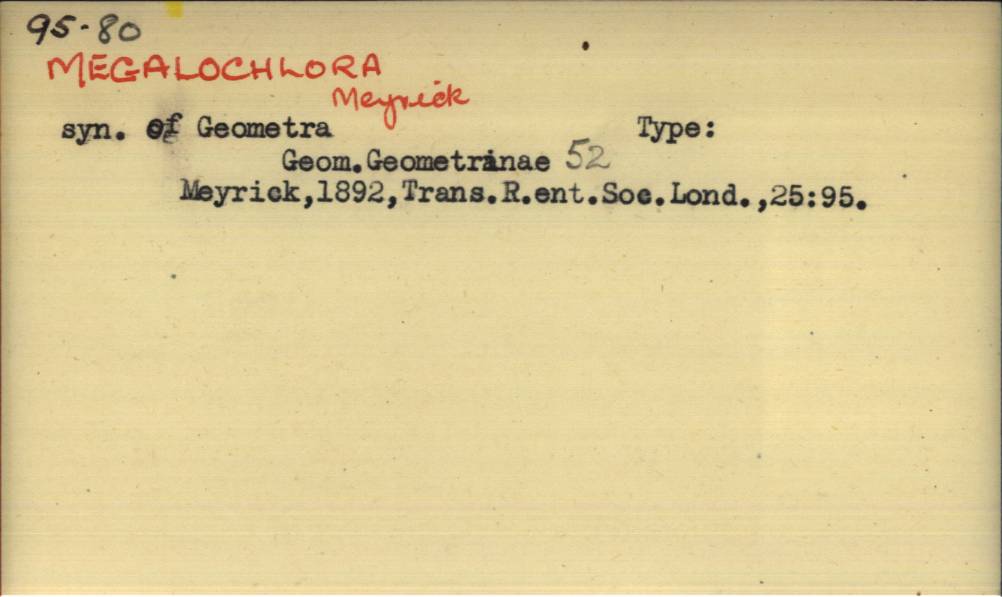 95-80
MEGALOCHLORA
Meyrick
syn. of Geometra Type:
Geom.Geometrinae 52
Meyrick,1892,Trans.R.ent.Soc.Lond.,25:95.